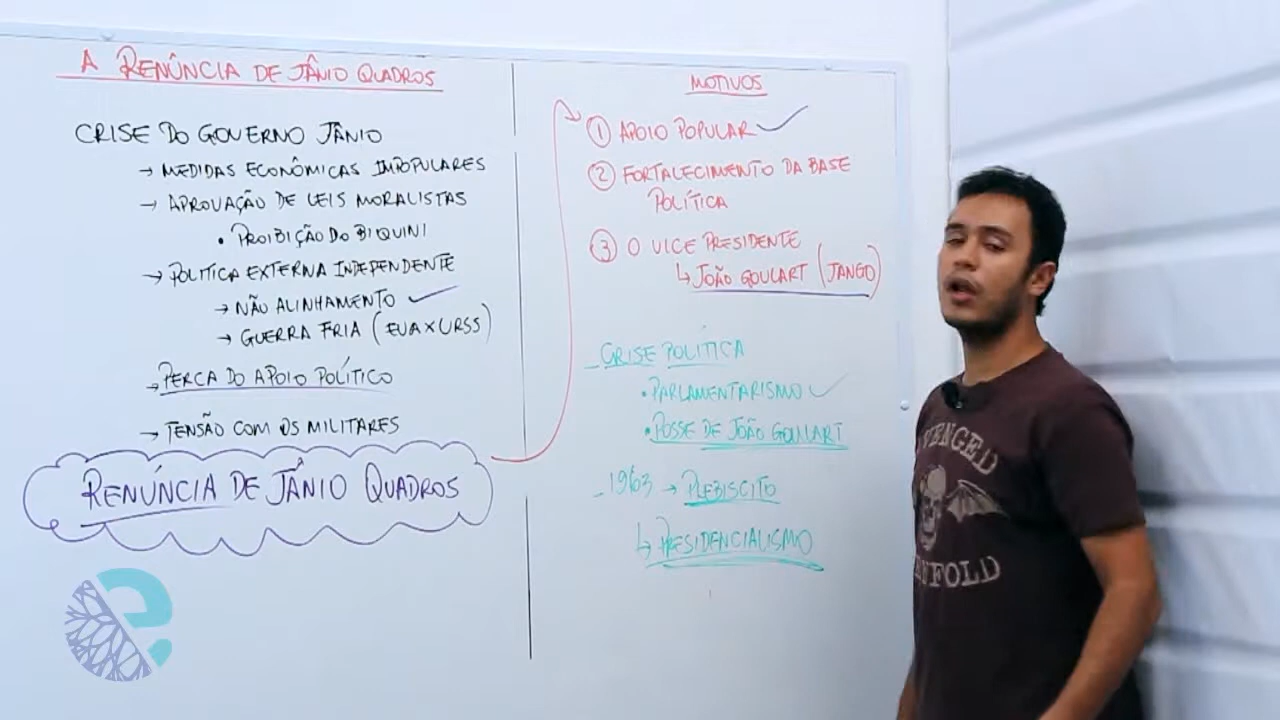 A RENÚNCIA DE JÂNIO QUADROS
CRISE DO GOVERNO JÂNIO
→ MEDIDAS ECONÔMICAS IMPOPULARES
→ APROVAÇÃO DE LEIS MORALISTAS
• PROIBIÇÃO DO BIQUINI
→ POLITICA EXTERNA INDEPENDENTE
→ NÃO ALINHAMENTO ✓
→ GUERRA FRIA (EUA X URSS)
→ PERCA DO APOIO POLÍTICO
→ TENSÃO COM OS MILITARES
RENÚNCIA DE JÂNIO QUADROS
MOTIVOS
① APOIO POPULAR ✓
② FORTALECIMENTO DA BASE
POLÍTICA
③ O VICE PRESIDENTE
↳ JOÃO GOULART (JANGO)
_ CRISE POLÍTICA
• PARLAMENTARISMO ✓
• POSSE DE JOÃO GOULART
_ 1963 → PLEBISCITO
↳ PRESIDENCIALISMO
VENGED
FOLD